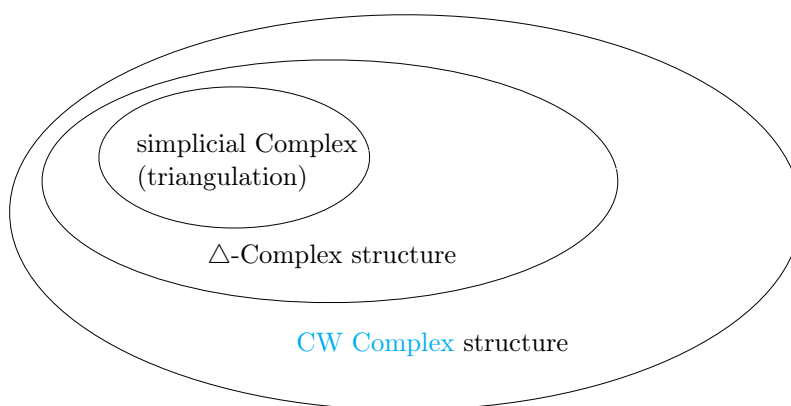 simplicial Complex
(triangulation)
△-Complex structure
CW Complex structure